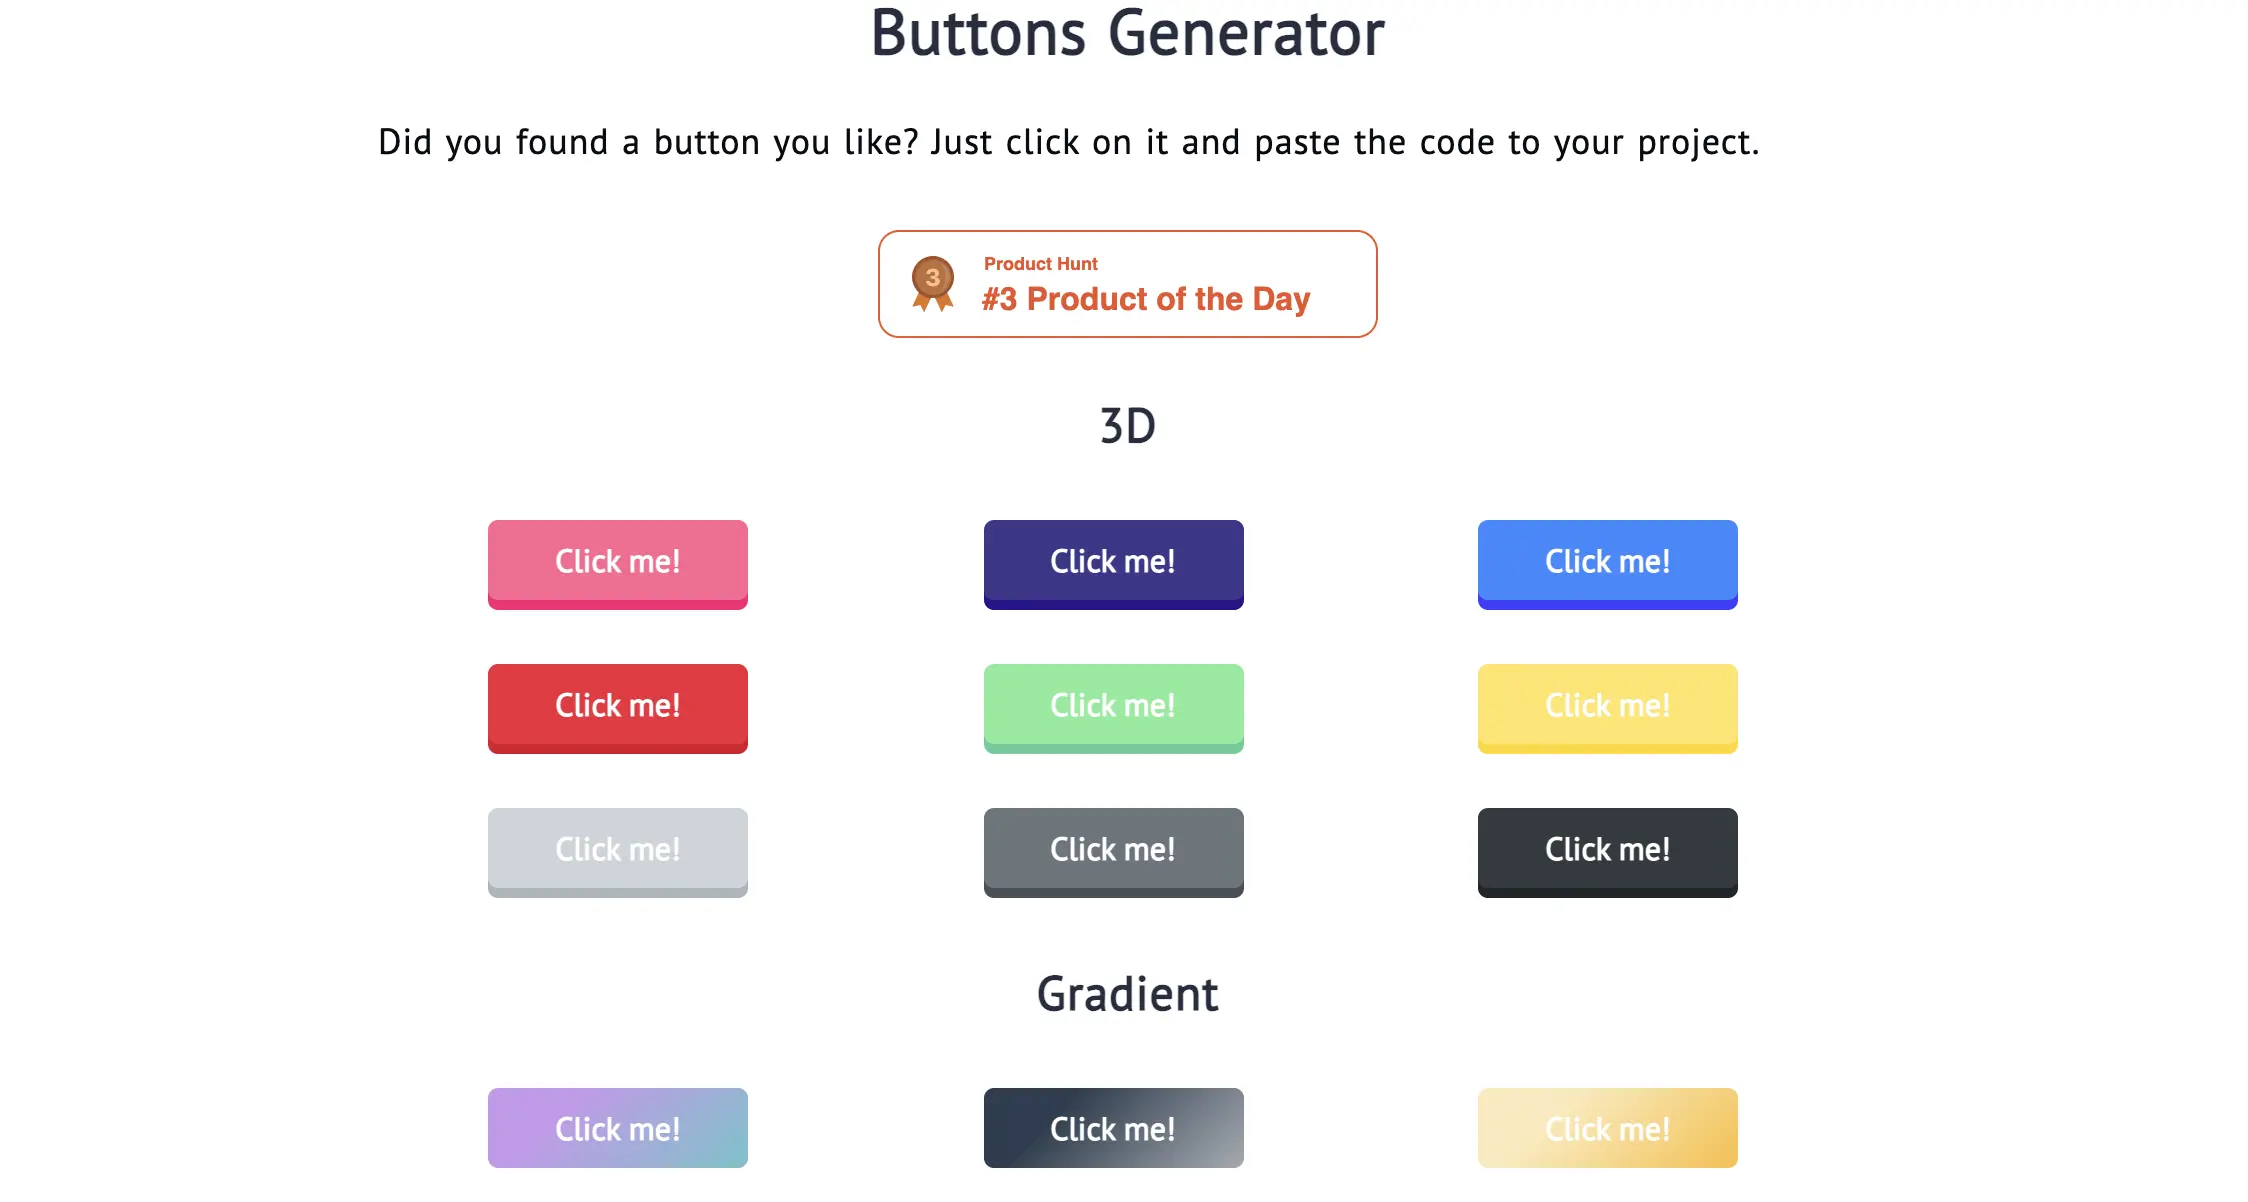 Buttons Generator
Did you found a button you like? Just click on it and paste the code to your project.
3
Product Hunt
#3 Product of the Day
3D
Click me!
Click me!
Click me!
Click me!
Click me!
Click me!
Click me!
Click me!
Click me!
Gradient
Click me!
Click me!
Click me!